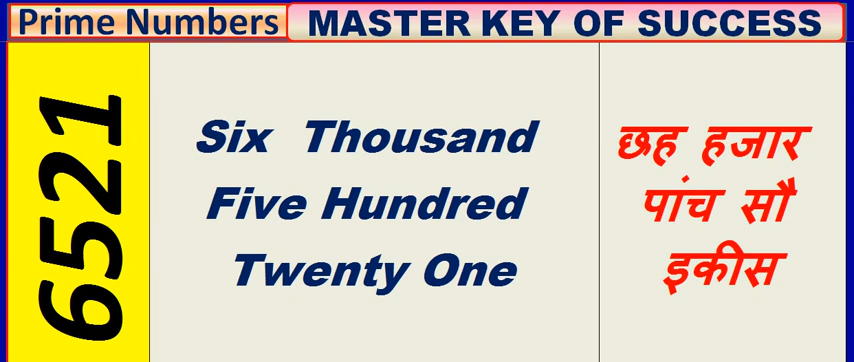 Prime Numbers
MASTER KEY OF SUCCESS
6521
Six Thousand
Five Hundred
Twenty One
छह हजार
पांच सौ
इकीस